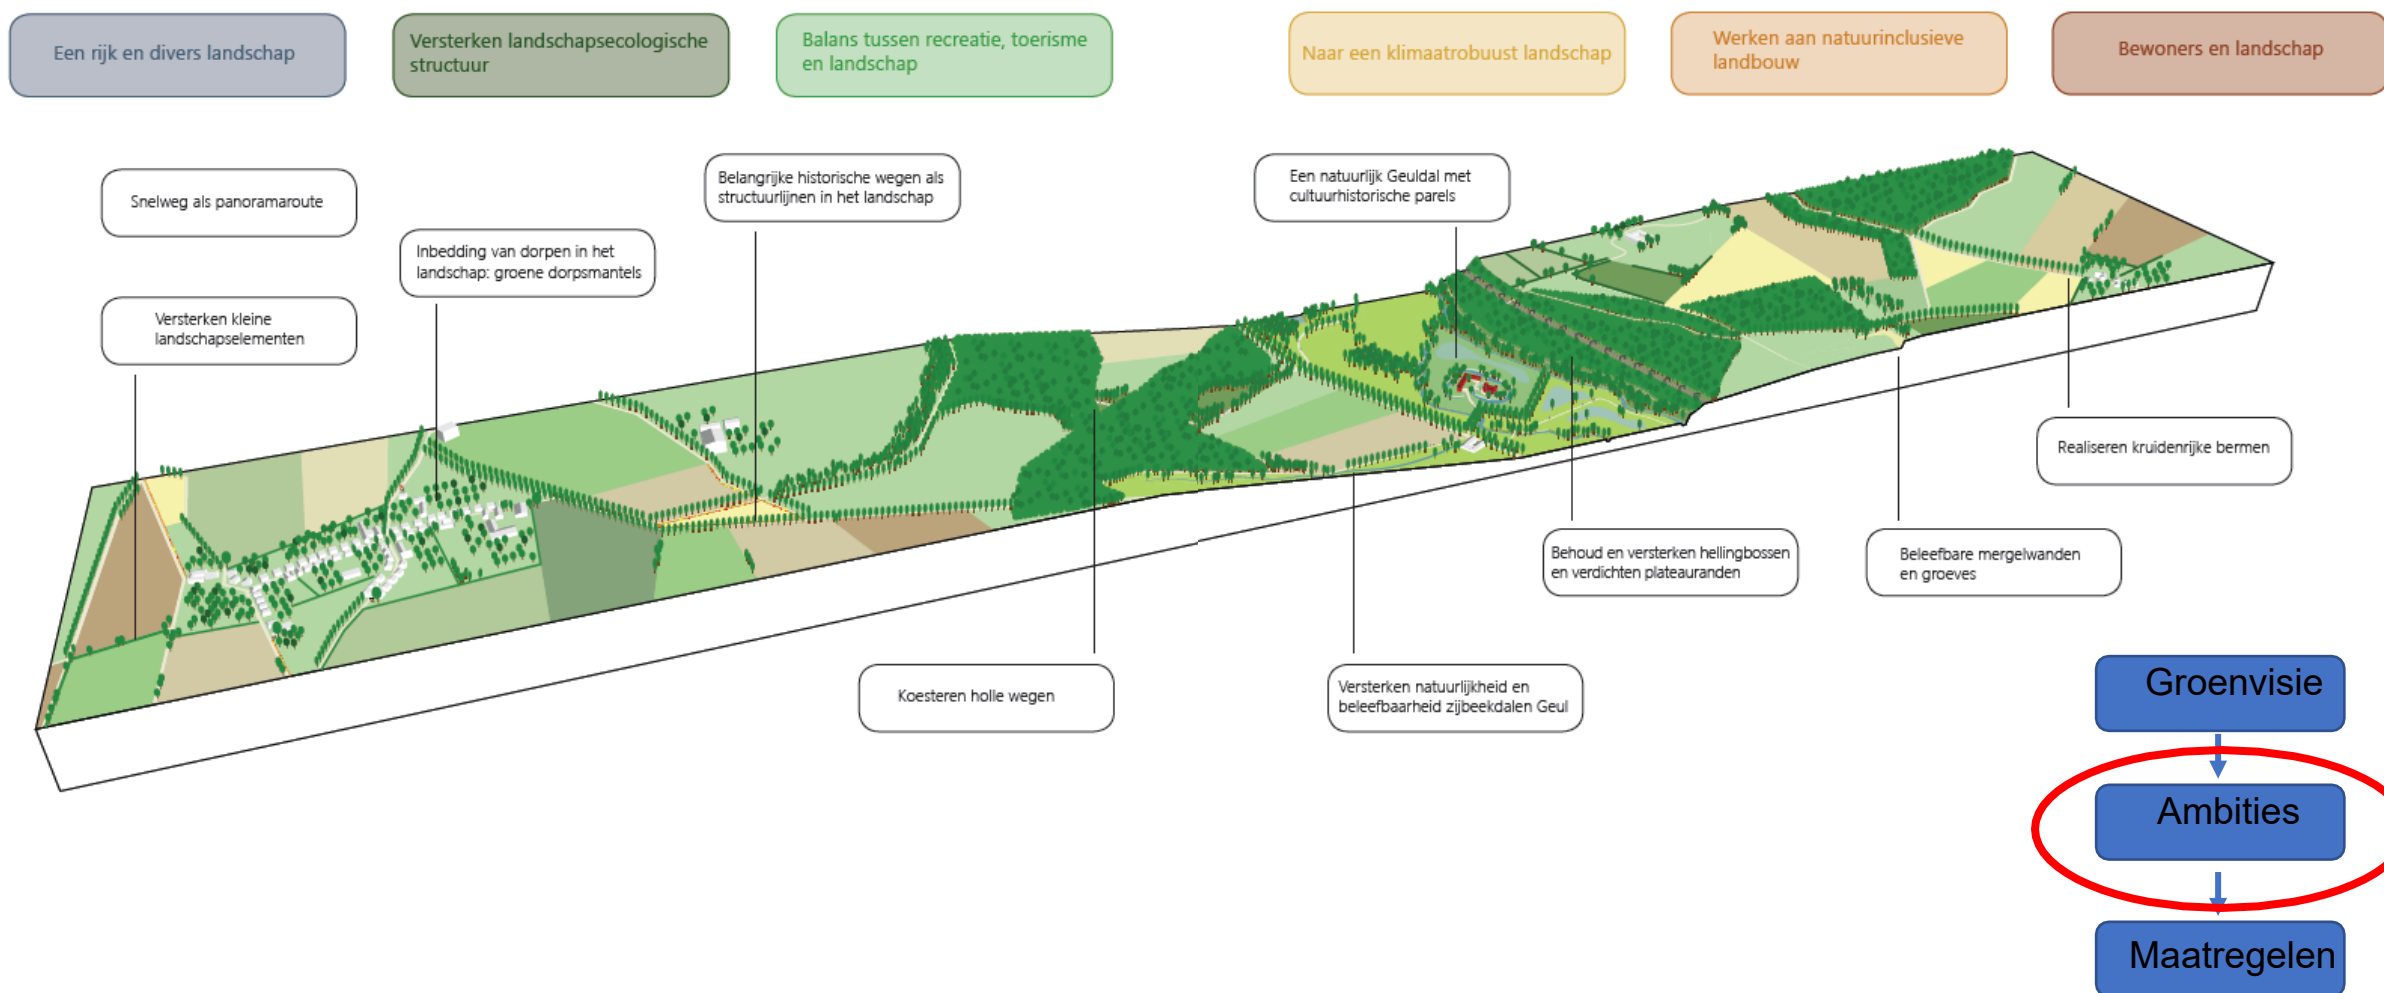 Een rijk en divers landschap
Versterken landschapsecologische
structuur
Balans tussen recreatie, toerisme
en landschap
Naar een klimaatrobuust landschap
Werken aan natuurinclusieve
landbouw
Bewoners en landschap
Snelweg als panoramaroute
Versterken kleine
landschapselementen
Inbedding van dorpen in het
landschap: groene dorpsmantels
Belangrijke historische wegen als
structuurlijnen in het landschap
Een natuurlijk Geuldal met
cultuurhistorische parels
Realiseren kruidenrijke bermen
Behoud en versterken hellingbossen
en verdichten plateauranden
Beleefbare mergelwanden
en groeves
Koesteren holle wegen
Versterken natuurlijkheid en
beleefbaarheid zijbeekdalen Geul
Groenvisie
Ambities
Maatregelen